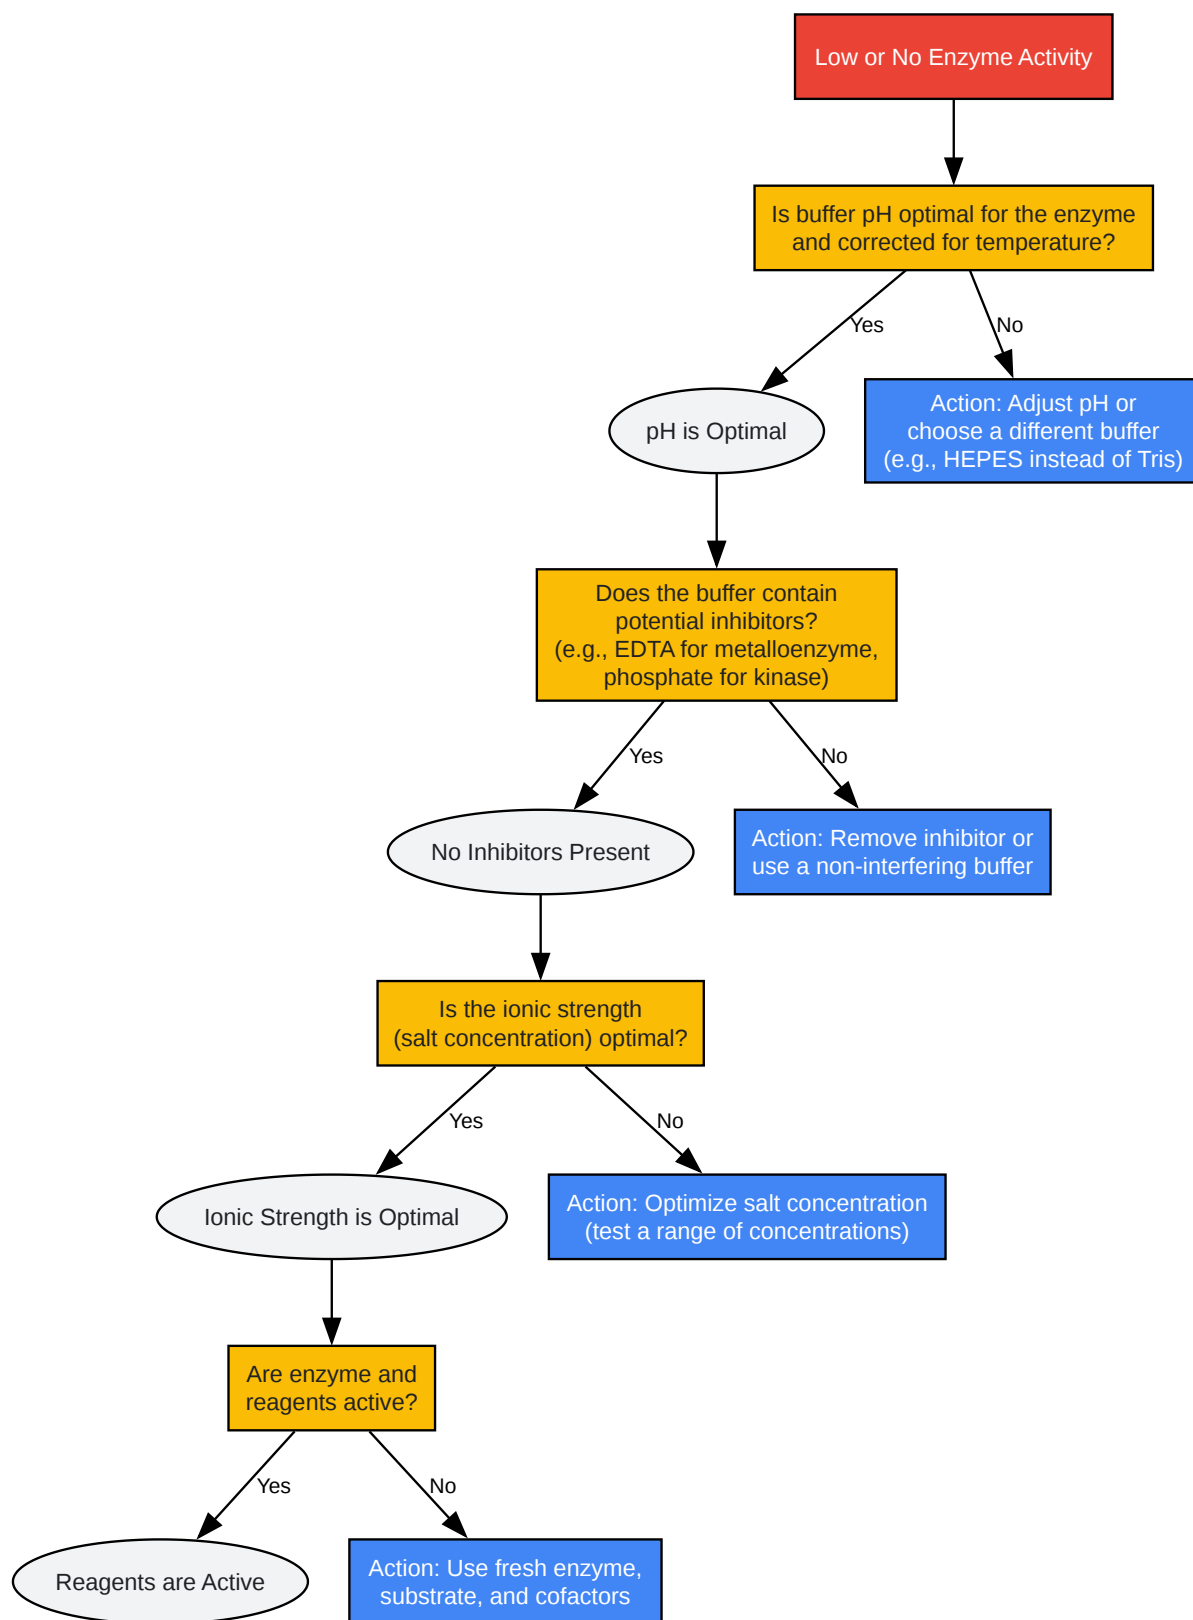 Low or No Enzyme Activity
Is buffer pH optimal for the enzyme
and corrected for temperature?
Yes
No
pH is Optimal
Action: Adjust pH or
choose a different buffer
(e.g., HEPES instead of Tris)
Does the buffer contain
potential inhibitors?
(e.g., EDTA for metalloenzyme,
phosphate for kinase)
Yes
No
No Inhibitors Present
Action: Remove inhibitor or
use a non-interfering buffer
Is the ionic strength
(salt concentration) optimal?
Yes
No
Ionic Strength is Optimal
Action: Optimize salt concentration
(test a range of concentrations)
Are enzyme and
reagents active?
Yes
No
Reagents are Active
Action: Use fresh enzyme,
substrate, and cofactors